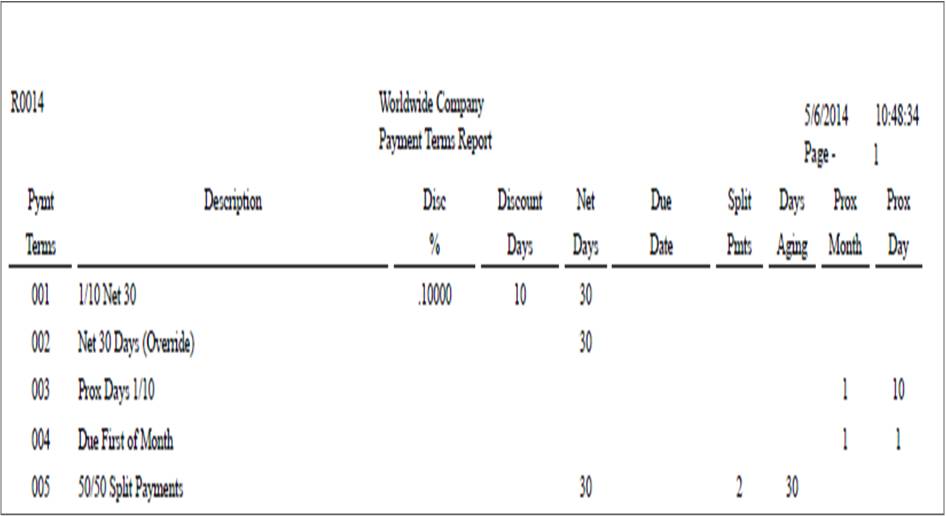 R0014 Worldwide Company 5/6/2014 10:48:34
Payment Terms Report Page - 1
Pymt Description Disc Discount Net Due Split Days Prox Prox
Terms % Days Days Date Pmts Aging Month Day
001 1/10 Net 30 .10000 10 30
002 Net 30 Days (Override) 30
003 Prox Days 1/10 1 10
004 Due First of Month 1 1
005 50/50 Split Payments 30 2 30